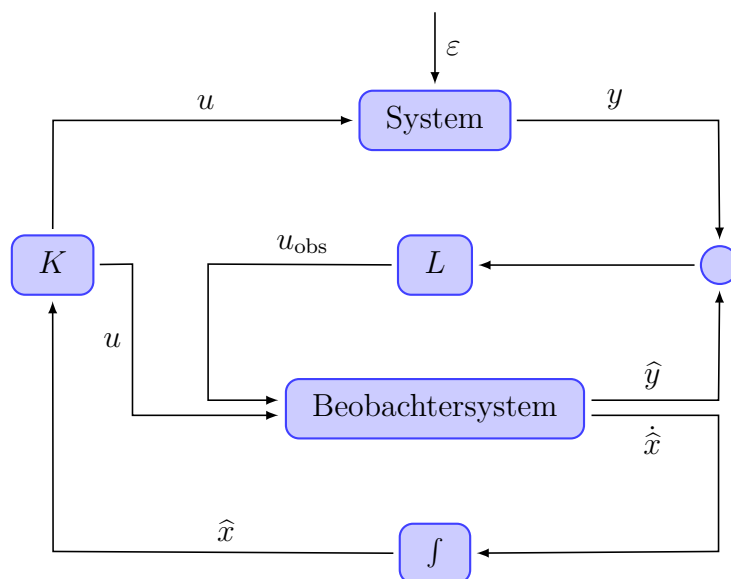 ε
u
System
y
K
u_obs
L
u
Beobachtersystem
ŷ
x̂̇
x̂
∫